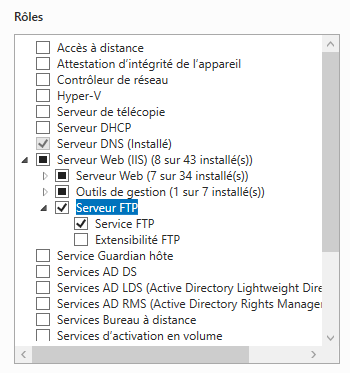 Rôles
Accès à distance
Attestation d'intégrité de l'appareil
Contrôleur de réseau
Hyper-V
Serveur de télécopie
Serveur DHCP
Serveur DNS (Installé)
Serveur Web (IIS) (8 sur 43 installé(s))
Serveur Web (7 sur 34 installé(s))
Outils de gestion (1 sur 7 installé(s))
Serveur FTP
Service FTP
Extensibilité FTP
Service Guardian hôte
Services AD DS
Services AD LDS (Active Directory Lightweight Dire
Services AD RMS (Active Directory Rights Manager
Services Bureau à distance
Services d'activation en volume